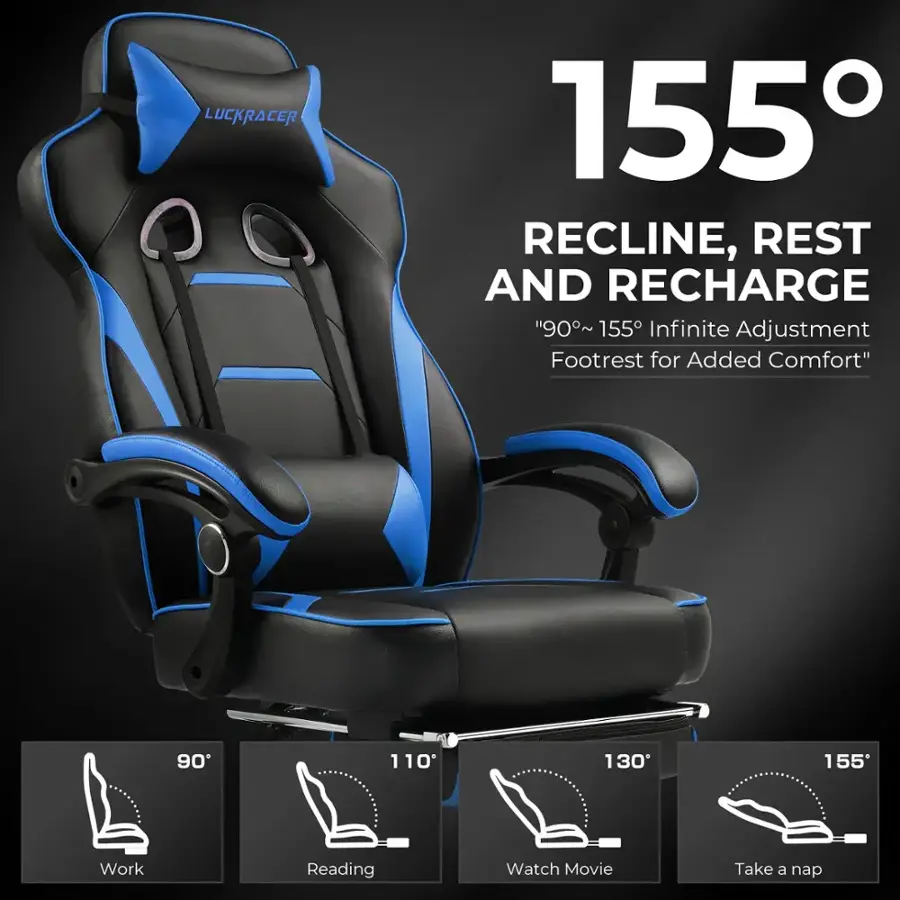 LUCKRACER
155°
RECLINE, REST
AND RECHARGE
"90°~ 155° Infinite Adjustment
Footrest for Added Comfort"
90°
Work
110°
Reading
130°
Watch Movie
155°
Take a nap